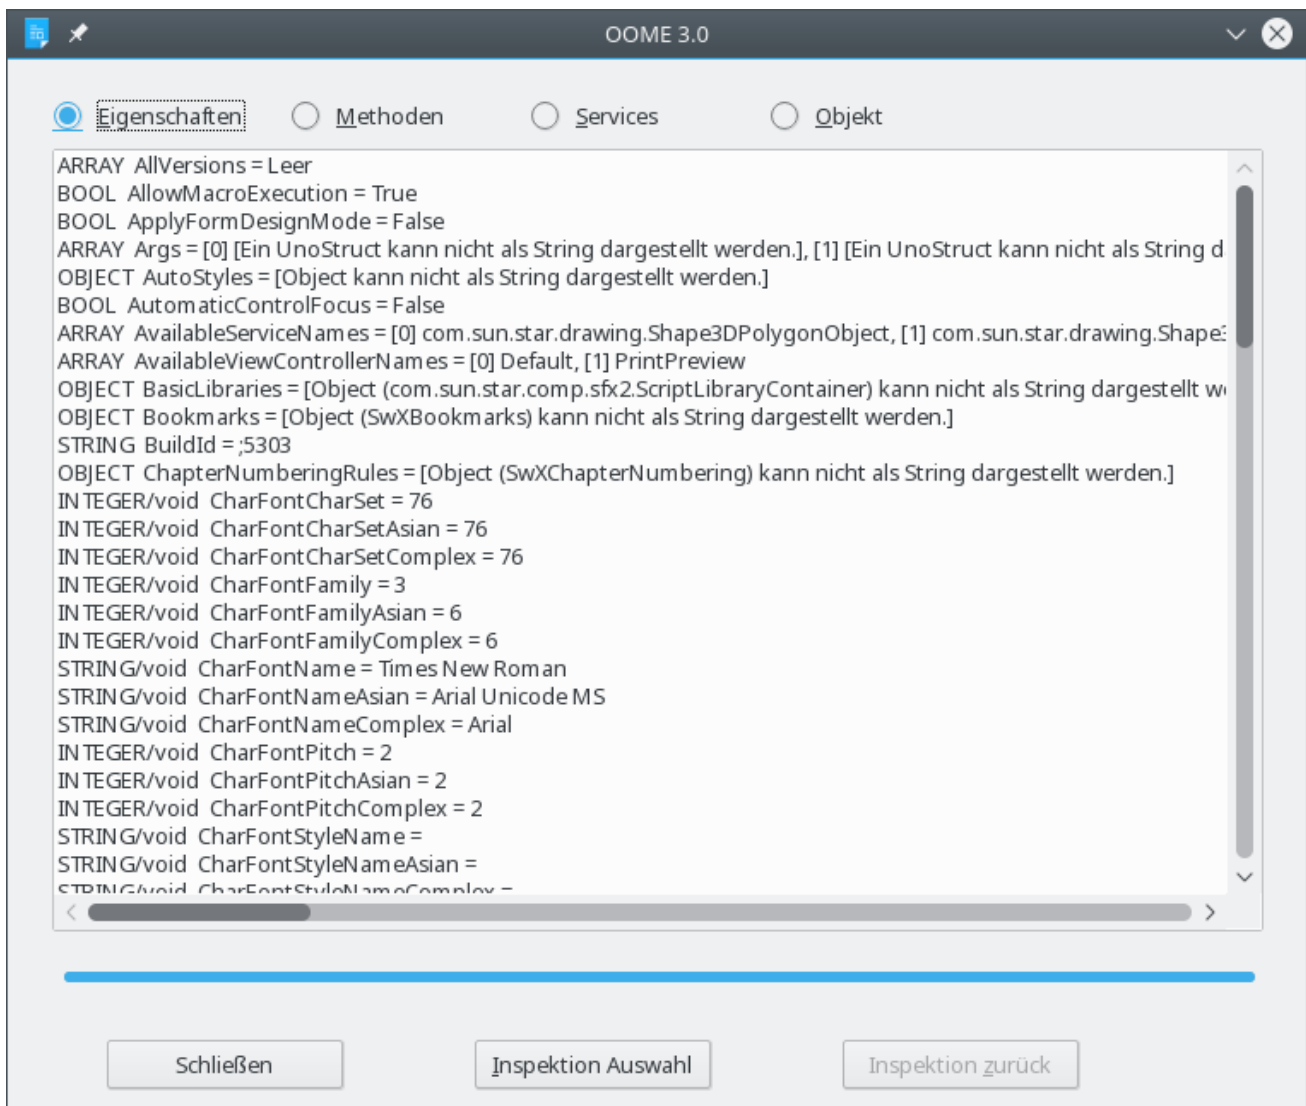 OOME 3.0
Eigenschaften Methoden Services Objekt
ARRAY AllVersions = Leer
BOOL AllowMacroExecution = True
BOOL ApplyFormDesignMode = False
ARRAY Args = [0] [Ein UnoStruct kann nicht als String dargestellt werden.], [1] [Ein UnoStruct kann nicht als String d
OBJECT AutoStyles = [Object kann nicht als String dargestellt werden.]
BOOL AutomaticControlFocus = False
ARRAY AvailableServiceNames = [0] com.sun.star.drawing.Shape3DPolygonObject, [1] com.sun.star.drawing.Shape3
ARRAY AvailableViewControllerNames = [0] Default, [1] PrintPreview
OBJECT BasicLibraries = [Object (com.sun.star.comp.sfx2.ScriptLibraryContainer) kann nicht als String dargestellt we
OBJECT Bookmarks = [Object (SwXBookmarks) kann nicht als String dargestellt werden.]
STRING BuildId = ;5303
OBJECT ChapterNumberingRules = [Object (SwXChapterNumbering) kann nicht als String dargestellt werden.]
INTEGER/void CharFontCharSet = 76
INTEGER/void CharFontCharSetAsian = 76
INTEGER/void CharFontCharSetComplex = 76
INTEGER/void CharFontFamily = 3
INTEGER/void CharFontFamilyAsian = 6
INTEGER/void CharFontFamilyComplex = 6
STRING/void CharFontName = Times New Roman
STRING/void CharFontNameAsian = Arial Unicode MS
STRING/void CharFontNameComplex = Arial
INTEGER/void CharFontPitch = 2
INTEGER/void CharFontPitchAsian = 2
INTEGER/void CharFontPitchComplex = 2
STRING/void CharFontStyleName =
STRING/void CharFontStyleNameAsian =
STRING/void CharFontStyleNameComplex =
Schließen Inspektion Auswahl Inspektion zurück